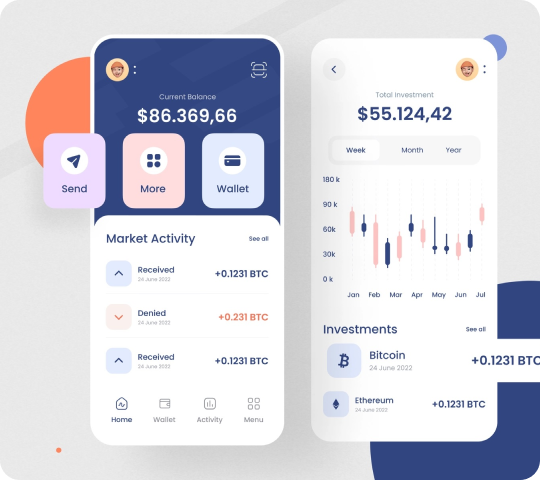 Current Balance
$86.369,66
Send
More
Wallet
Market Activity
See all
Received
24 June 2022
+0.1231 BTC
Denied
24 June 2022
+0.231 BTC
Received
24 June 2022
+0.1231 BTC
Home
Wallet
Activity
Menu
Total Investment
$55.124,42
Week
Month
Year
180 k
90 k
60k
30k
0 k
Jan
Feb
Mar
Apr
May
Jun
Jul
Investments
See all
Bitcoin
24 June 2022
+0.1231 BTC
Ethereum
24 June 2022
+0.1231 BTC